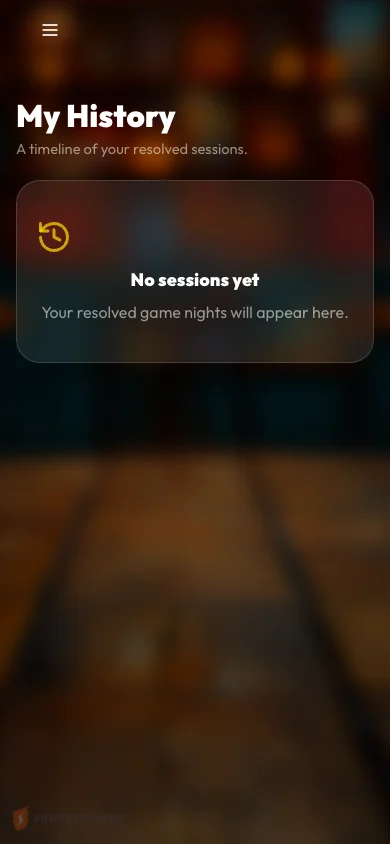 My History
A timeline of your resolved sessions.
No sessions yet
Your resolved game nights will appear here.